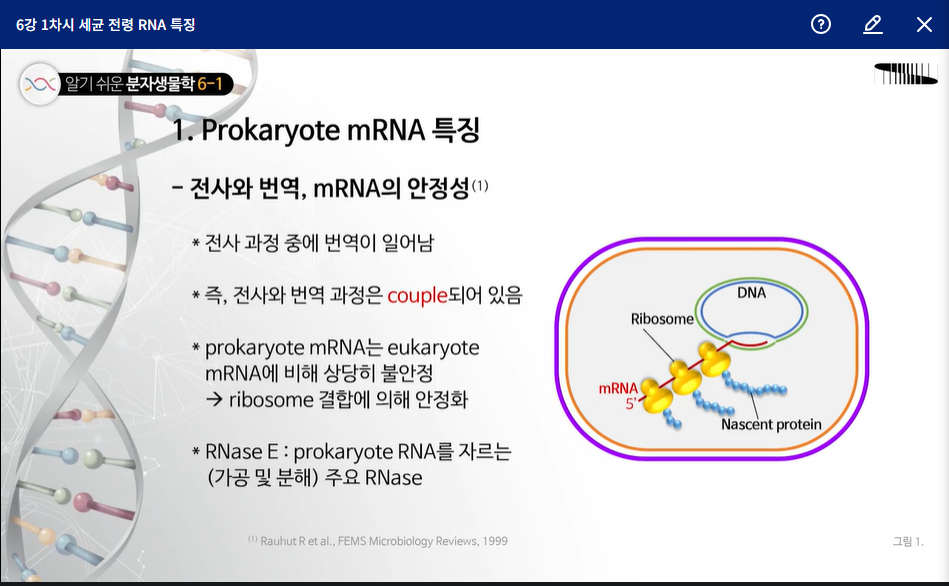 6강 1차시 세균 전령 RNA 특징
알기 쉬운 분자생물학 6-1
1. Prokaryote mRNA 특징
- 전사와 번역, mRNA의 안정성(1)
* 전사 과정 중에 번역이 일어남
* 즉, 전사와 번역 과정은 couple되어 있음
* prokaryote mRNA는 eukaryote
mRNA에 비해 상당히 불안정
→ ribosome 결합에 의해 안정화
* RNase E : prokaryote RNA를 자르는
(가공 및 분해) 주요 RNase
DNA
Ribosome
mRNA
5'
Nascent protein
(1) Rauhut R et al., FEMS Microbiology Reviews, 1999
그림 1.